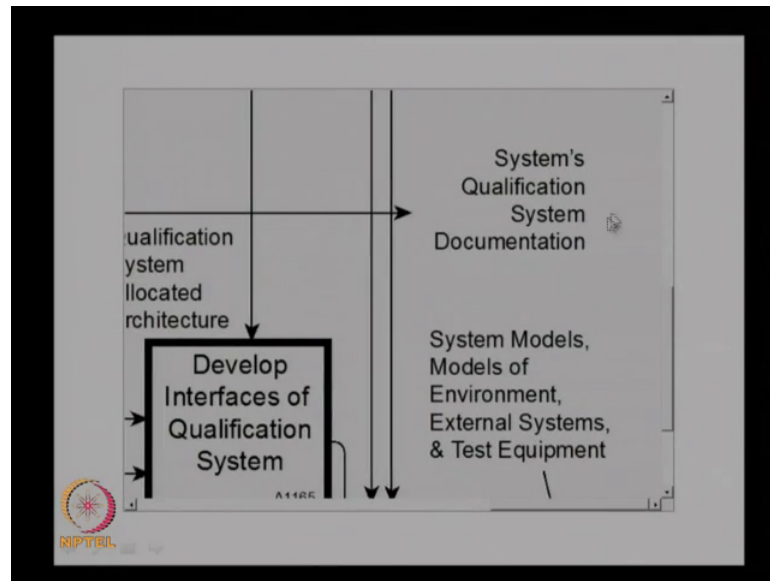 System's
Qualification
System
Documentation
ualification
ystem
llocated
rchitecture
System Models,
Models of
Environment,
External Systems,
& Test Equipment
Develop
Interfaces of
Qualification
System
A1165
NPTEL